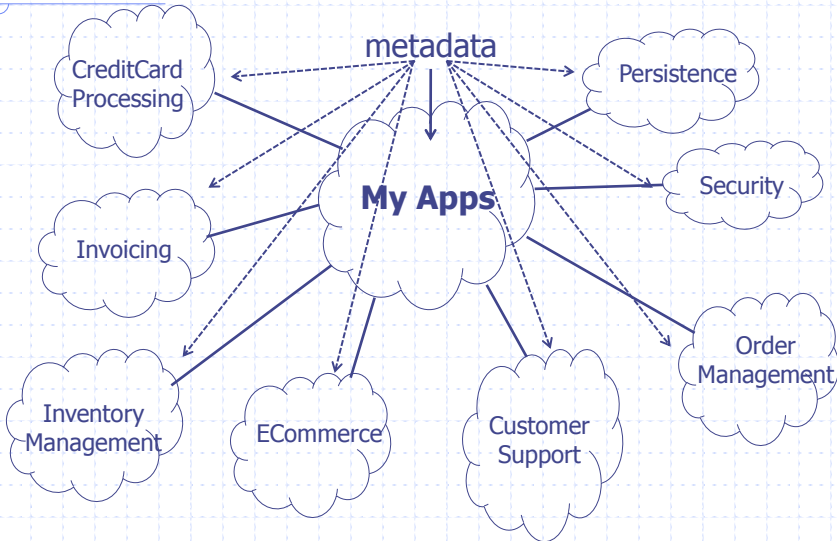 metadata
CreditCard
Processing
Persistence
Security
My Apps
Invoicing
Order
Management
Inventory
Management
ECommerce
Customer
Support